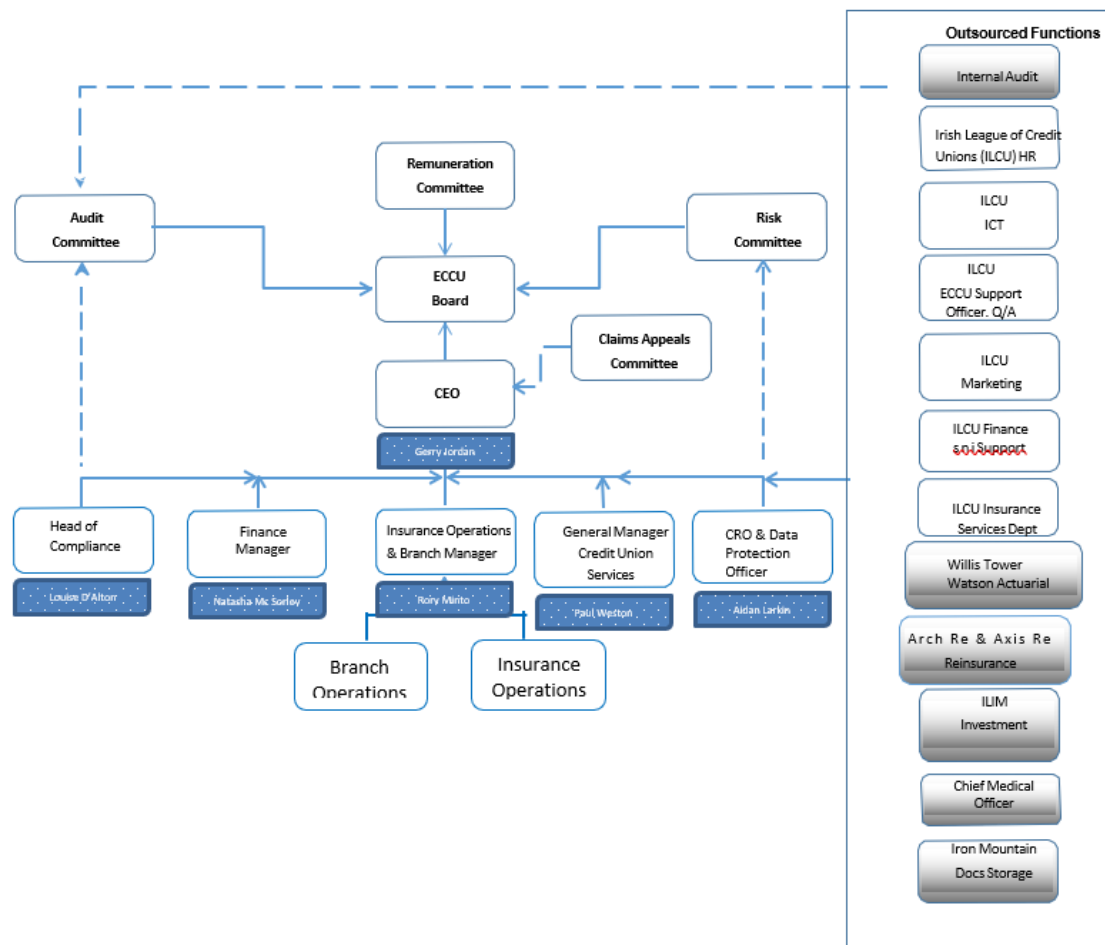 Outsourced Functions
Internal Audit
Irish League of Credit
Unions (ILCU) HR
ILCU
ICT
ILCU
ECCU Support
Officer. Q/A
ILCU
Marketing
ILCU Finance
s.n.i Support
ILCU Insurance
Services Dept
Willis Tower
Watson Actuarial
Arch Re & Axis Re
Reinsurance
ILIM
Investment
Chief Medical
Officer
Iron Mountain
Docs Storage
Remuneration
Committee
Audit
Committee
Risk
Committee
ECCU
Board
Claims Appeals
Committee
CEO
Gerry Jordan
Head of
Compliance
Louise D'Altorr
Finance
Manager
Natasha Mc Sorley
Insurance Operations
& Branch Manager
Rory Mirito
General Manager
Credit Union
Services
Paul Weston
CRO & Data
Protection
Officer
Aidan Larkin
Branch
Operations
Insurance
Operations